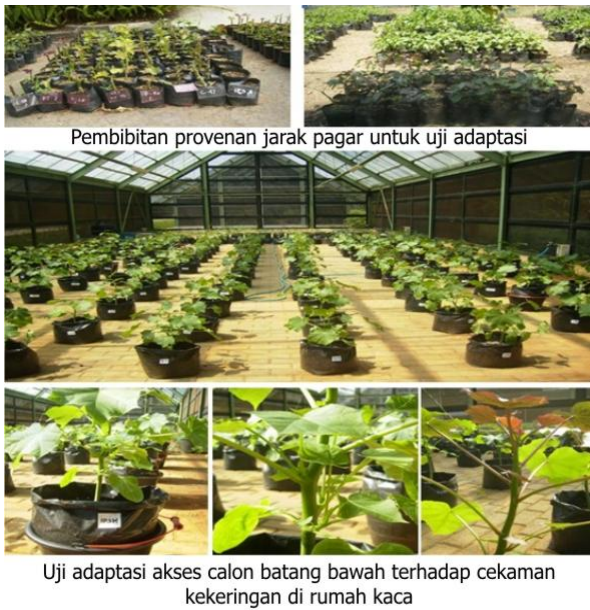 Pembibitan provenan jarak pagar untuk uji adaptasi
Uji adaptasi akses calon batang bawah terhadap cekaman
kekeringan di rumah kaca